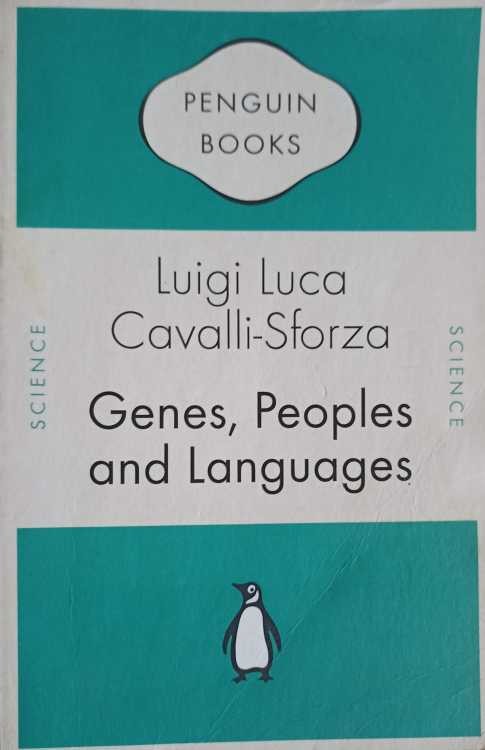 PENGUIN
BOOKS
Luigi Luca
Cavalli-Sforza
SCIENCE
SCIENCE
Genes, Peoples
and Languages